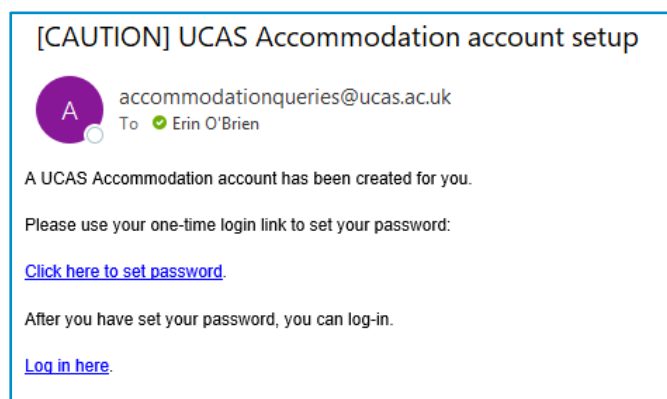 [CAUTION] UCAS Accommodation account setup
A
accommodationqueries@ucas.ac.uk
To Erin O'Brien
A UCAS Accommodation account has been created for you.
Please use your one-time login link to set your password:
Click here to set password.
After you have set your password, you can log-in.
Log in here.